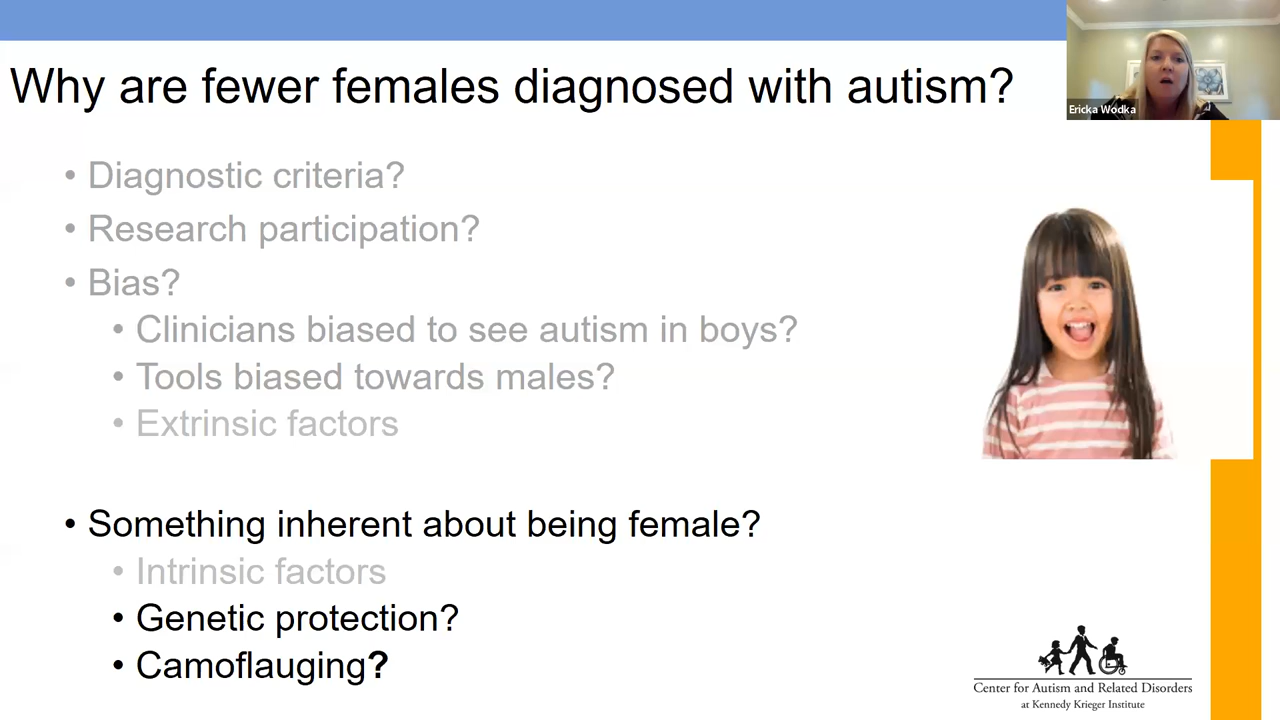 Why are fewer females diagnosed with autism?
Ericka Wodka
• Diagnostic criteria?
• Research participation?
• Bias?
• Clinicians biased to see autism in boys?
• Tools biased towards males?
• Extrinsic factors
• Something inherent about being female?
• Intrinsic factors
• Genetic protection?
• Camoflauging?
Center for Autism and Related Disorders
at Kennedy Krieger Institute